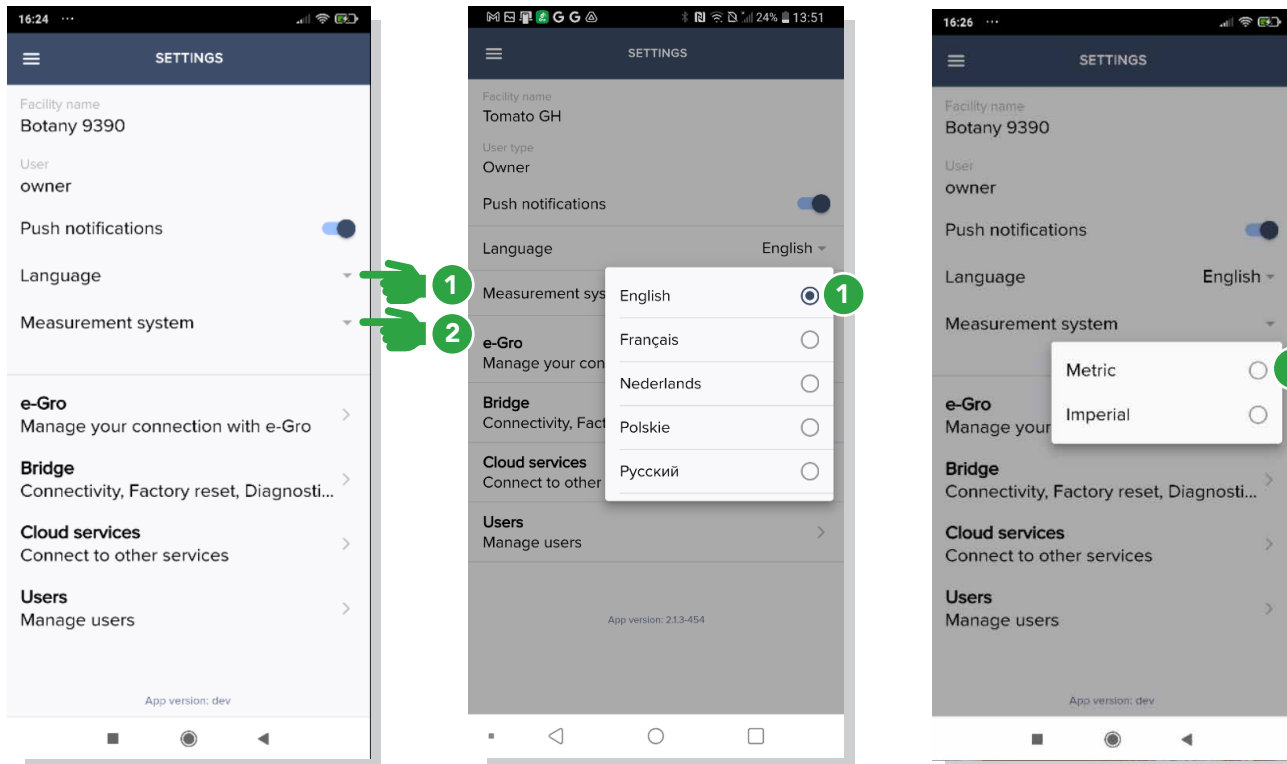 16:24 ...
SETTINGS
Facility name
Botany 9390
User
owner
Push notifications
Language
1
Measurement system
2
e-Gro
Manage your connection with e-Gro
Bridge
Connectivity, Factory reset, Diagnosti...
Cloud services
Connect to other services
Users
Manage users
App version: dev
G G 24% 13:51
SETTINGS
Facility name
Tomato GH
User type
Owner
Push notifications
Language English
Measurement sys
English 1
Français
Nederlands
Polskie
Русский
e-Gro
Manage your con
Bridge
Connectivity, Fact
Cloud services
Connect to other
Users
Manage users
App version: 2.1.3-454
16:26 ...
SETTINGS
Facility name
Botany 9390
User
owner
Push notifications
Language English
Measurement system
Metric
Imperial
e-Gro
Manage your
Bridge
Connectivity, Factory reset, Diagnosti...
Cloud services
Connect to other services
Users
Manage users
App version: dev